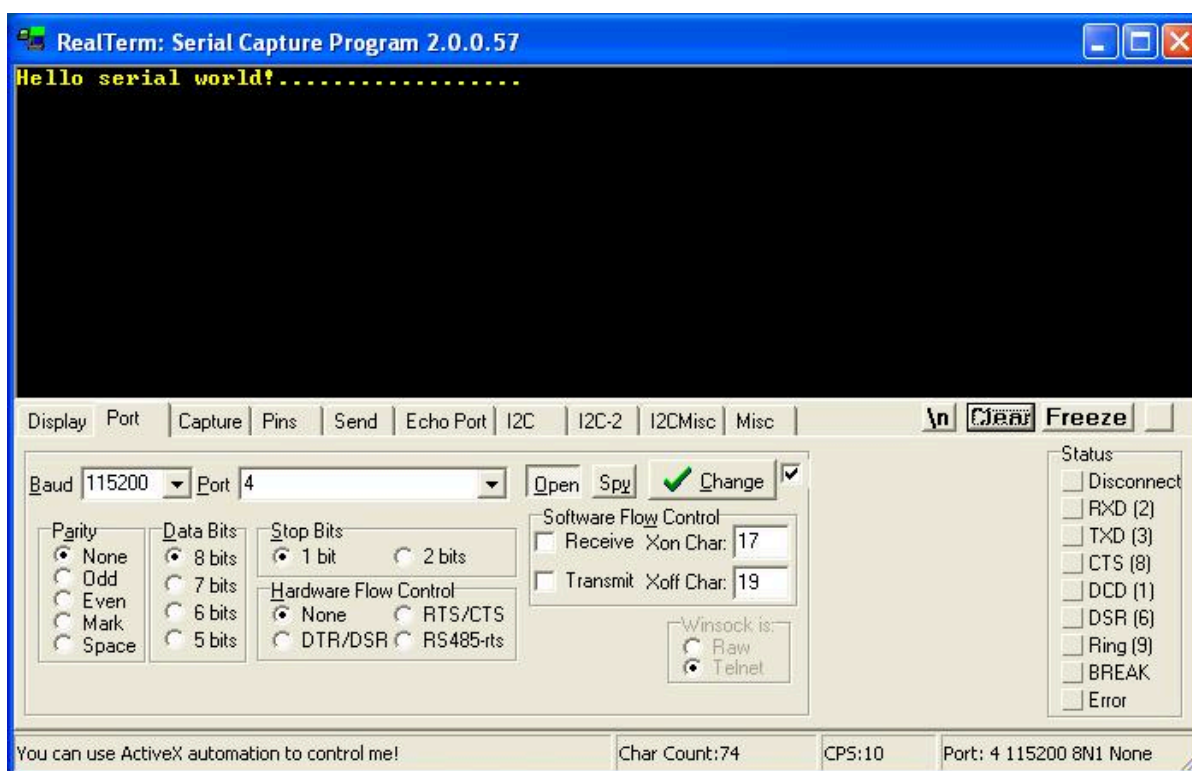 RealTerm: Serial Capture Program 2.0.0.57
Hello serial world!..................
Display Port Capture Pins Send Echo Port I2C I2C-2 I2CMisc Misc \n Clear Freeze
Status
Baud 115200 Port 4 Open Spy Change Disconnect
RXD (2)
Parity Data Bits Stop Bits Software Flow Control
None 8 bits 1 bit 2 bits Receive Xon Char: 17 TXD (3)
Odd 7 bits CTS (8)
Even Hardware Flow Control Transmit Xoff Char: 19 DCD (1)
Mark 6 bits None RTS/CTS DSR (6)
Space 5 bits DTR/DSR RS485-rts Winsock is: Ring (9)
Raw
Telnet BREAK
Error
You can use ActiveX automation to control me! Char Count:74 CPS:10 Port: 4 115200 8N1 None